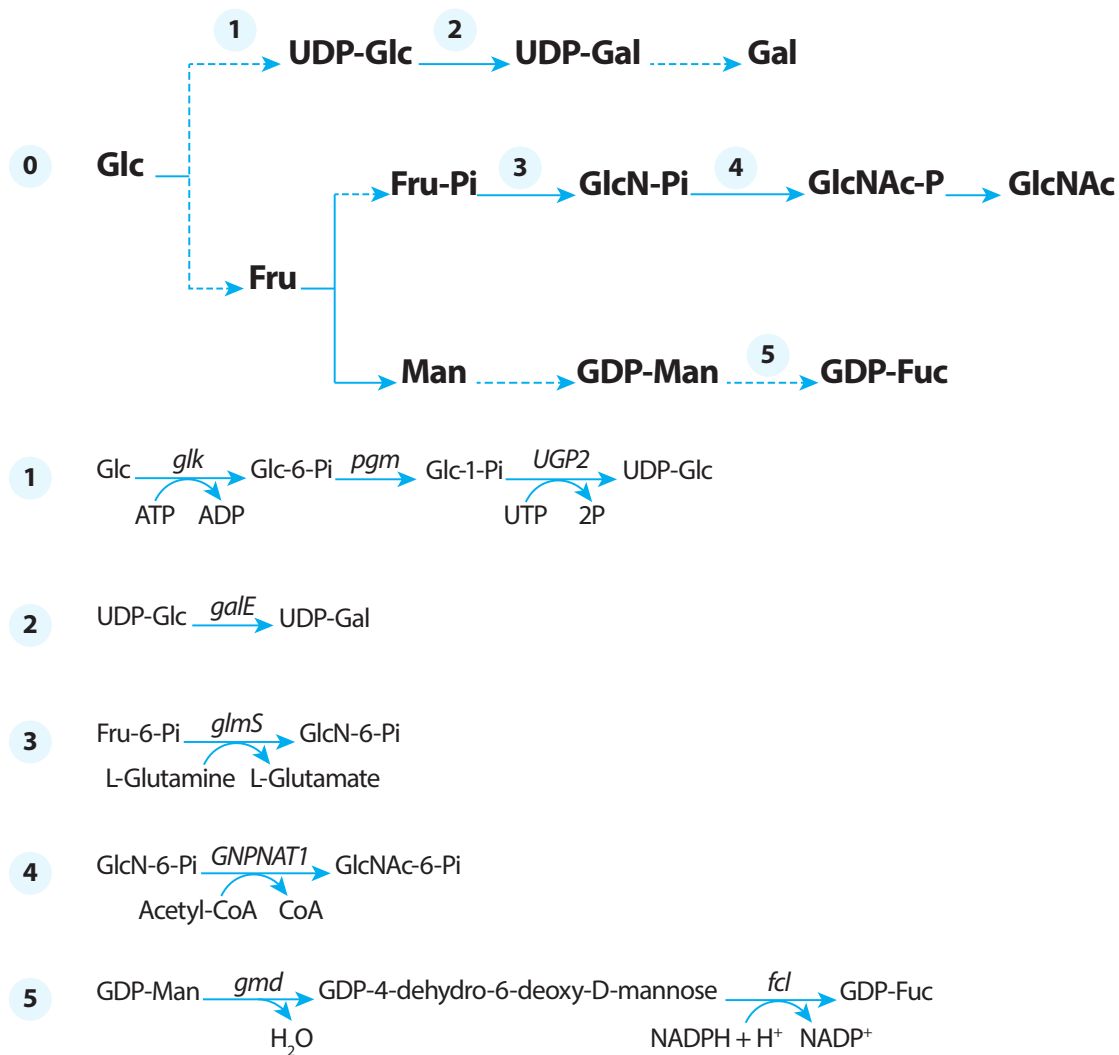 1 UDP-Glc 2 UDP-Gal Gal
0 Glc
Fru-Pi 3 GlcN-Pi 4 GlcNAc-P GlcNAc
Fru
Man GDP-Man 5 GDP-Fuc
1 Glc glk Glc-6-Pi pgm Glc-1-Pi UGP2 UDP-Glc
ATP ADP UTP 2P
2 UDP-Glc galE UDP-Gal
3 Fru-6-Pi glmS GlcN-6-Pi
L-Glutamine L-Glutamate
4 GlcN-6-Pi GNPNAT1 GlcNAc-6-Pi
Acetyl-CoA CoA
5 GDP-Man gmd GDP-4-dehydro-6-deoxy-D-mannose fcl GDP-Fuc
H₂O NADPH + H⁺ NADP⁺